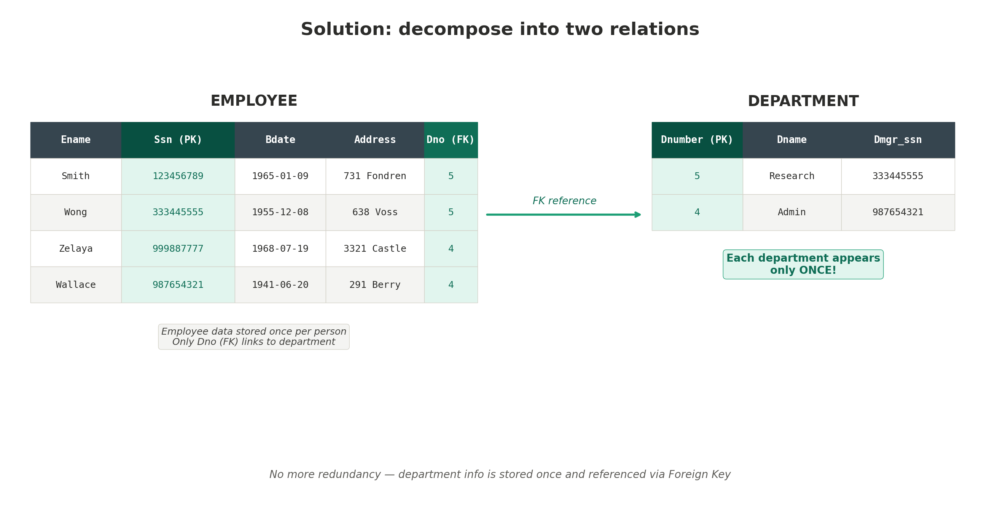 Solution: decompose into two relations
EMPLOYEE
Ename Ssn (PK) Bdate Address Dno (FK)
Smith 123456789 1965-01-09 731 Fondren 5
Wong 333445555 1955-12-08 638 Voss 5
Zelaya 999887777 1968-07-19 3321 Castle 4
Wallace 987654321 1941-06-20 291 Berry 4
Employee data stored once per person
Only Dno (FK) links to department
FK reference
DEPARTMENT
Dnumber (PK) Dname Dmgr_ssn
5 Research 333445555
4 Admin 987654321
Each department appears
only ONCE!
No more redundancy — department info is stored once and referenced via Foreign Key